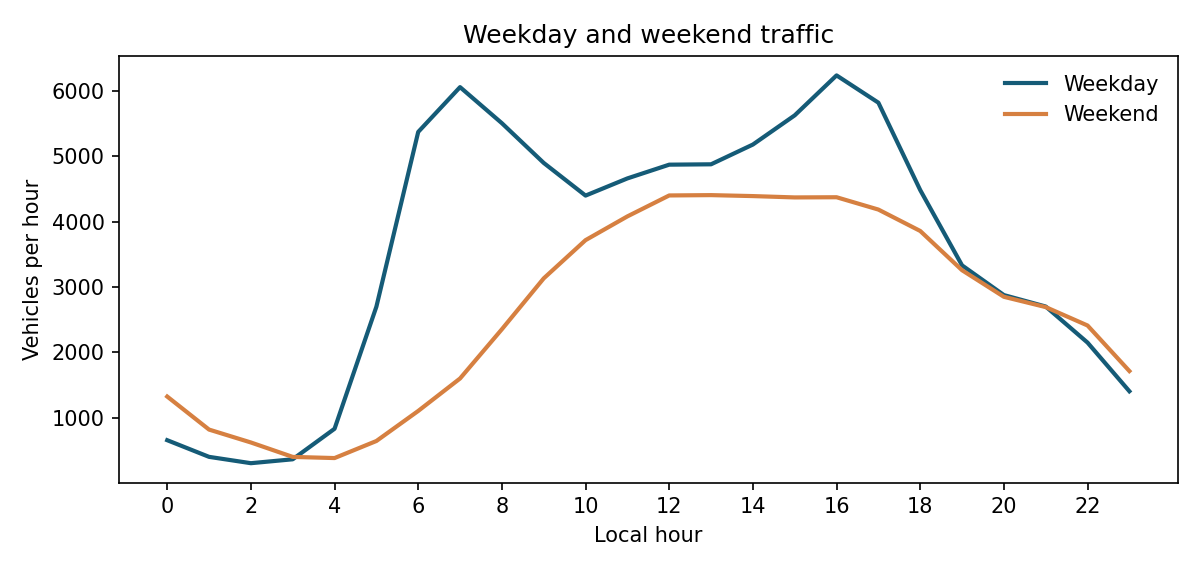 Weekday and weekend traffic
Weekday
Weekend
Vehicles per hour
6000
5000
4000
3000
2000
1000
0 2 4 6 8 10 12 14 16 18 20 22
Local hour